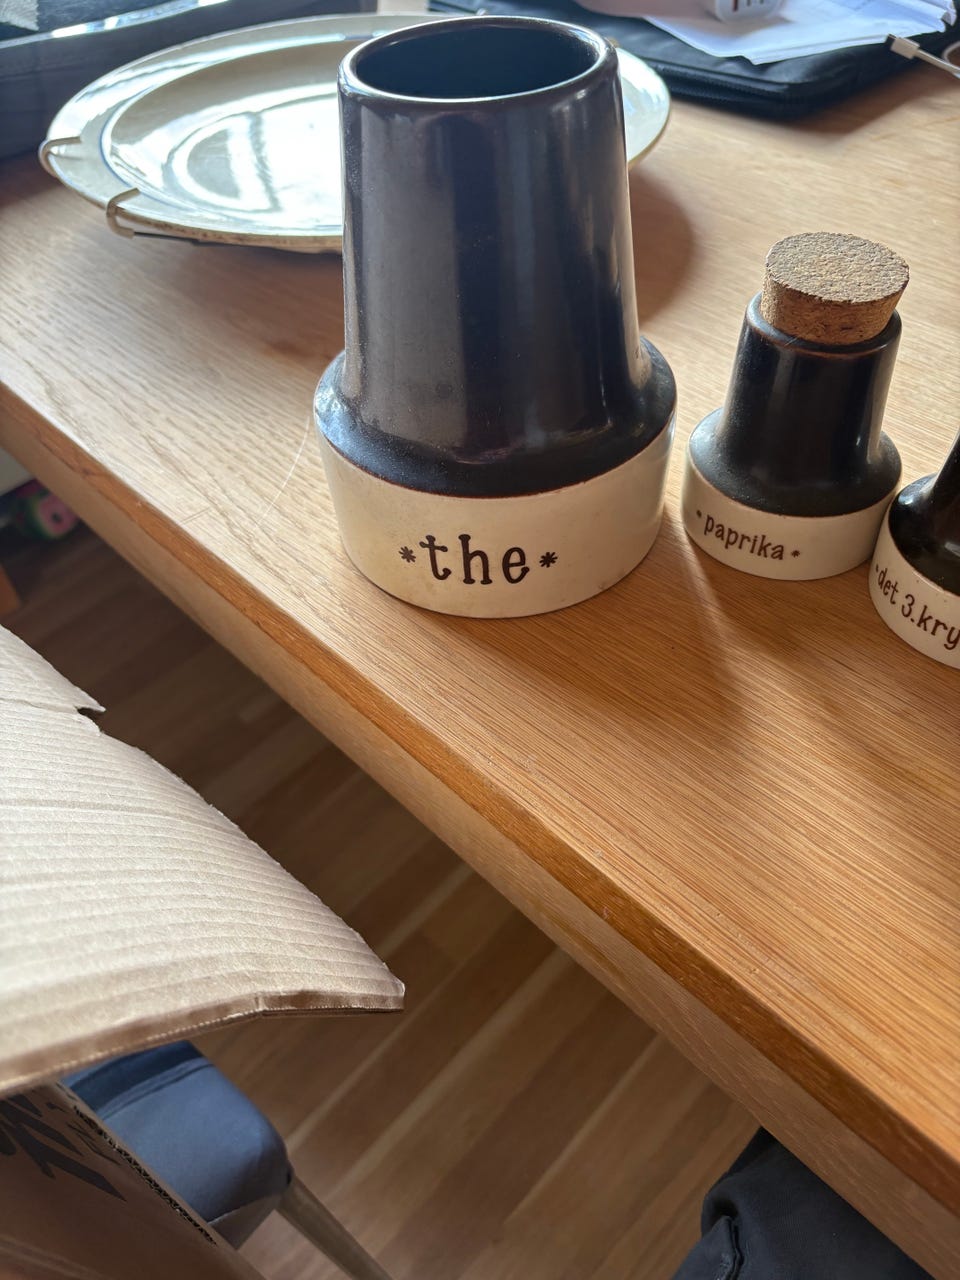 *the*
*paprika*
*det 3.kry